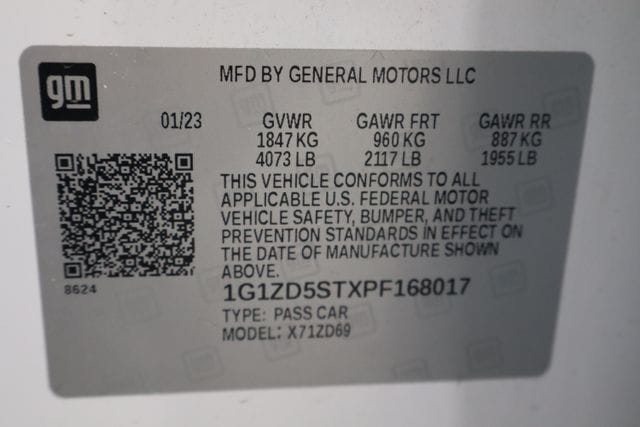 gm
MFD BY GENERAL MOTORS LLC
01/23 GVWR GAWR FRT GAWR RR
1847 KG 960 KG 887 KG
4073 LB 2117 LB 1955 LB
THIS VEHICLE CONFORMS TO ALL
APPLICABLE U.S. FEDERAL MOTOR
VEHICLE SAFETY, BUMPER, AND THEFT
PREVENTION STANDARDS IN EFFECT ON
THE DATE OF MANUFACTURE SHOWN
ABOVE.
8624
1G1ZD5STXPF168017
TYPE: PASS CAR
MODEL: X71ZD69